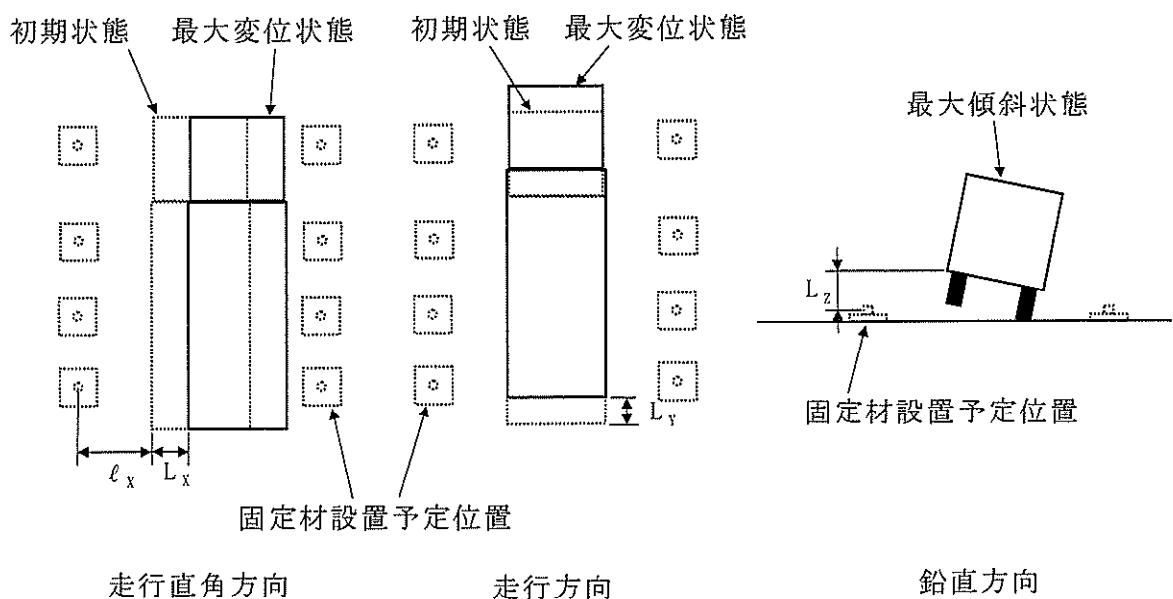 初期状態
最大変位状態
初期状態
最大変位状態
最大傾斜状態
L Z
固定材設置予定位置
L Y
ℓ X
L X
固定材設置予定位置
走行直角方向
走行方向
鉛直方向